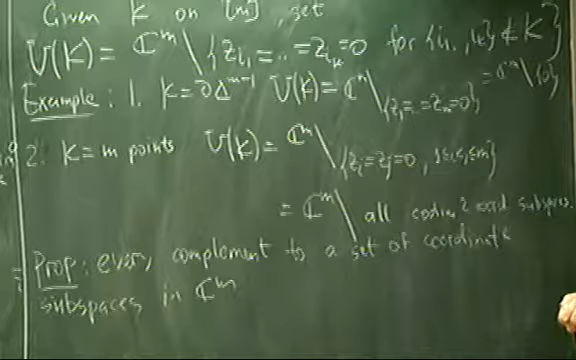 Given K on [m], set
U(K) = ℂ^m \ {z_{i_1} = ... = z_{i_k} = 0 for {i_1, ..., i_k} ∉ K}
Example: 1. K = ∂Δ^{m-1} U(K) = ℂ^m \ {z_1 = ... = z_m = 0} = ℂ^m \ {0}
2. K = m points U(K) = ℂ^m \ {z_i = z_j = 0, 1≤i,j≤m}
= ℂ^m \ all codim 2 coord subspaces.
Prop: every complement to a set of coordinate
subspaces in ℂ^m